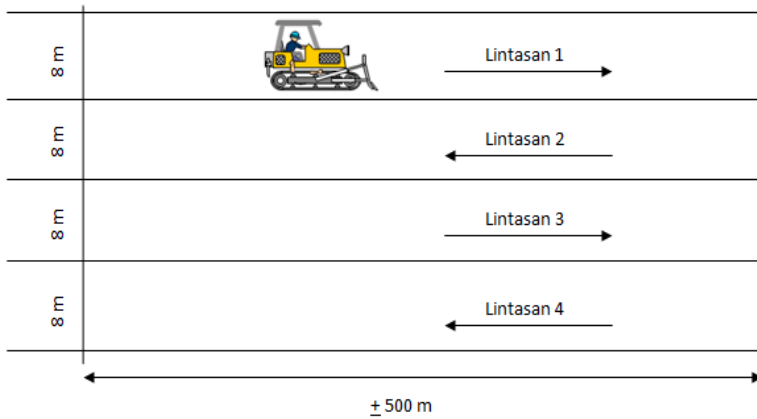 8 m
Lintasan 1
8 m
Lintasan 2
8 m
Lintasan 3
8 m
Lintasan 4
± 500 m